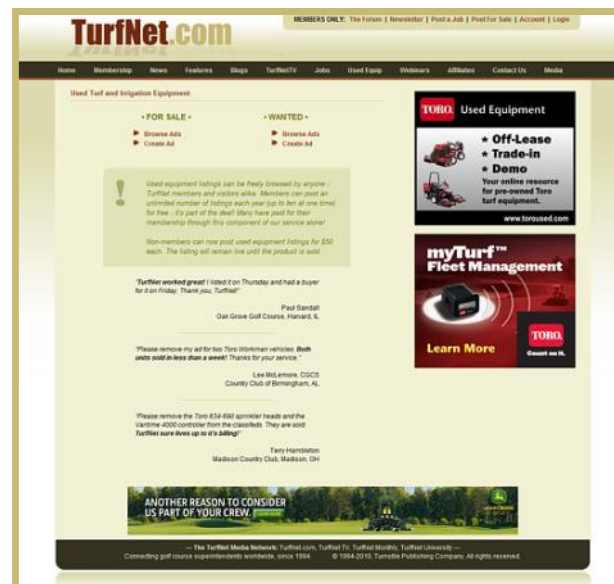 TurfNet.com
MEMBERS ONLY: The Forum | Newsletter | Post a Job | Post For Sale | Account | Login
Home Membership News Features Blogs TurfNetTV Jobs Used Equip Webinars Affiliates Contact Us Media
Used Turf and Irrigation Equipment
• FOR SALE •
Browse Ads
Create Ad
• WANTED •
Browse Ads
Create Ad
!
Used equipment listings can be freely browsed by anyone -
TurfNet members and visitors alike. Members can post an
unlimited number of listings each year (up to ten at one time)
for free - it's part of the deal! Many have paid for their
membership through this component of our service alone!
Non-members can now post used equipment listings for $50
each. The listing will remain live until the product is sold.
"TurfNet worked great! I listed it on Thursday and had a buyer
for it on Friday. Thank you, TurfNet!"
Paul Sandall
Oak Grove Golf Course, Harvard, IL
"Please remove my ad for two Toro Workman vehicles. Both
units sold in less than a week! Thanks for your service."
Lee McLemore, CGCS
Country Club of Birmingham, AL
"Please remove the Toro 634-690 sprinkler heads and the
Varitime 4000 controller from the classifieds. They are sold.
TurfNet sure lives up to it's billing!"
Terry Hambleton
Madison Country Club, Madison, OH
TORO. Used Equipment
★ Off-Lease
★ Trade-in
★ Demo
Your online resource
for pre-owned Toro
turf equipment.
www.toroused.com
myTurf™
Fleet Management
TORO.
Learn More
Count on it.
ANOTHER REASON TO CONSIDER
US PART OF YOUR CREW.
— The TurfNet Media Network: TurfNet.com, TurfNet TV, TurfNet Monthly, TurfNet University —
Connecting golf course superintendents worldwide, since 1994. © 1994-2010, Turnstile Publishing Company. All rights reserved.